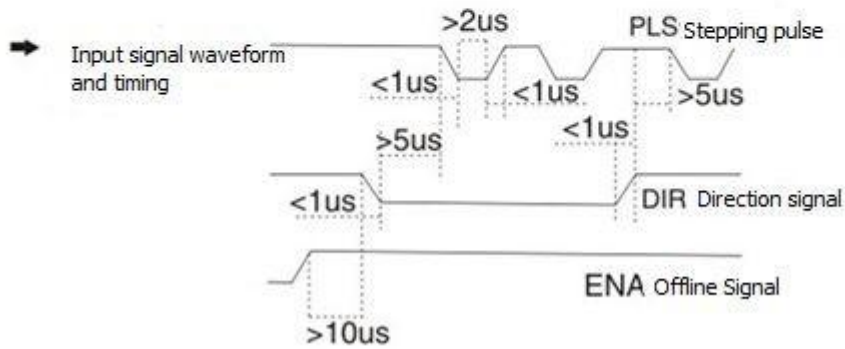 >2us
PLS Stepping pulse
Input signal waveform
and timing
<1us
<1us
>5us
>5us
<1us
<1us
DIR Direction signal
ENA Offline Signal
>10us